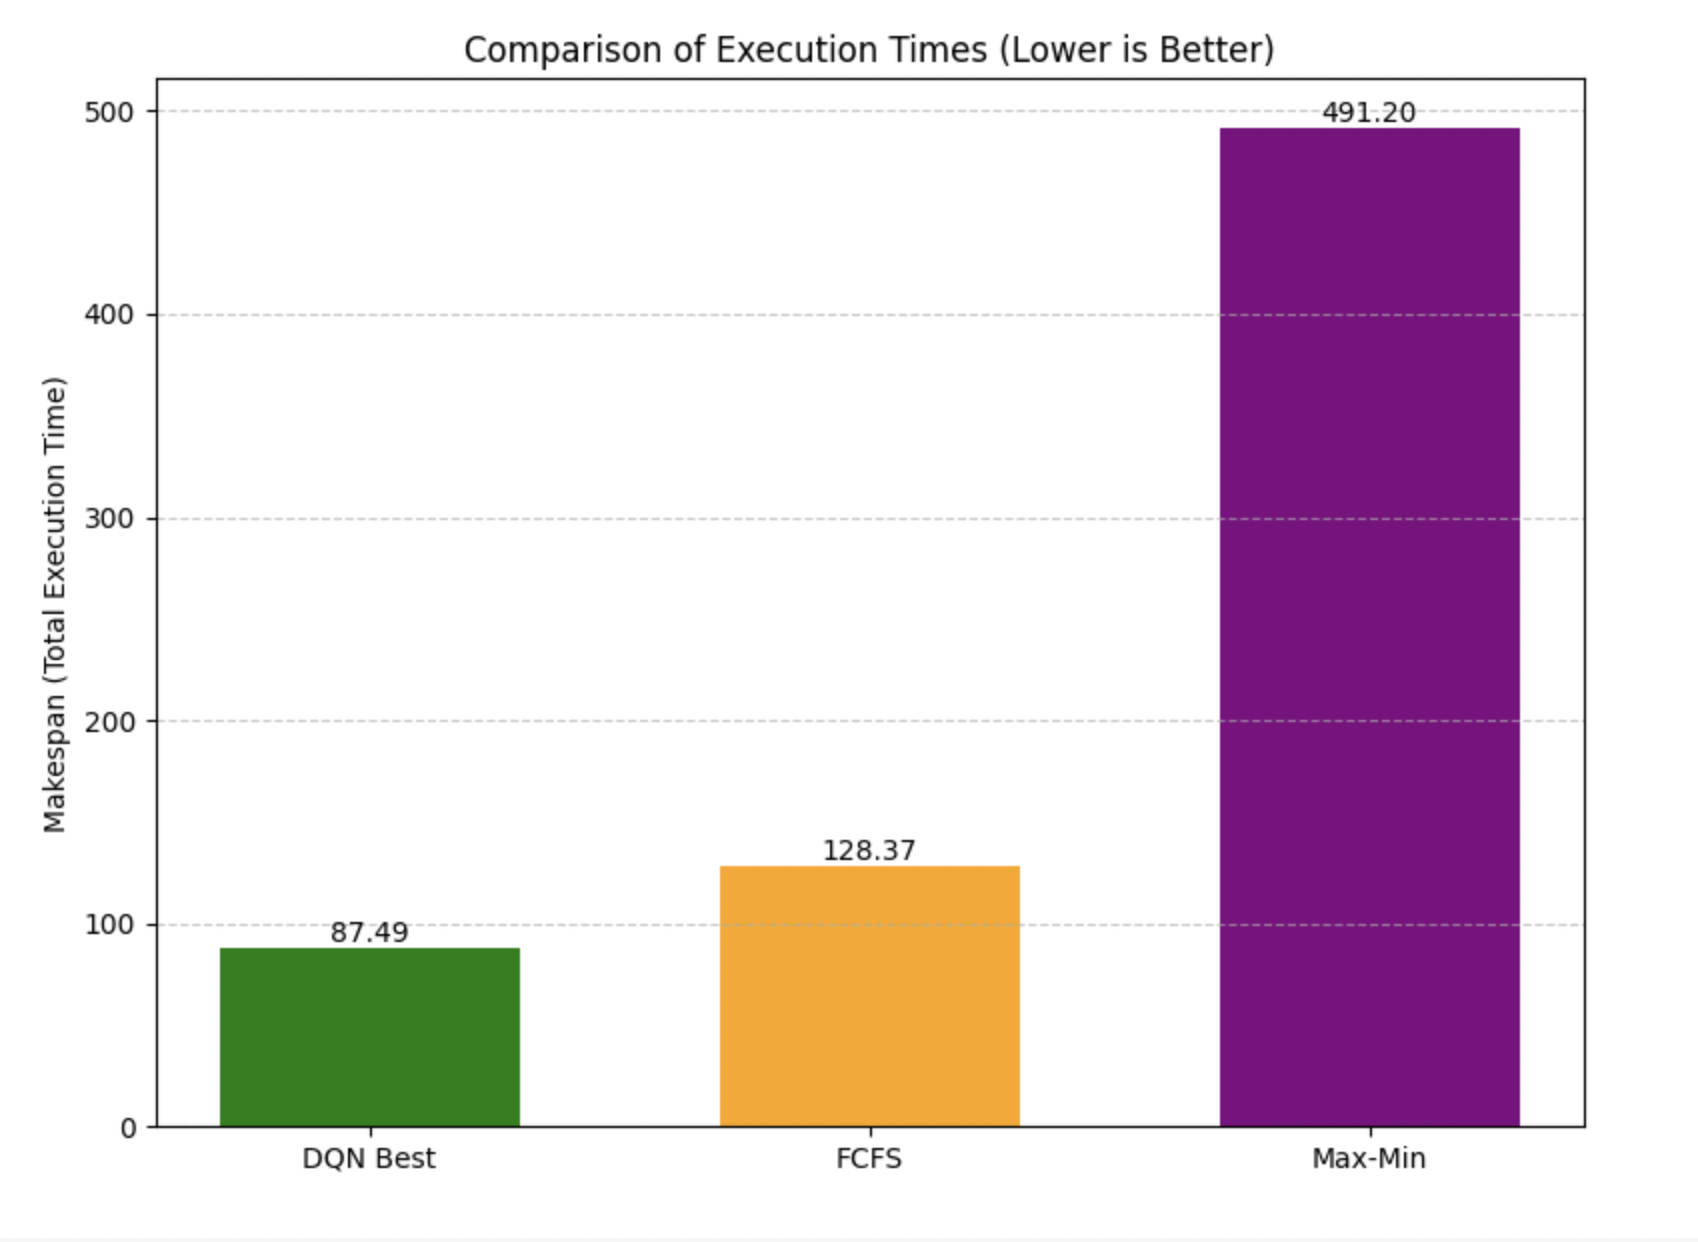 Comparison of Execution Times (Lower is Better)
Makespan (Total Execution Time)
500
400
300
200
100
0
87.49
128.37
491.20
DQN Best
FCFS
Max-Min